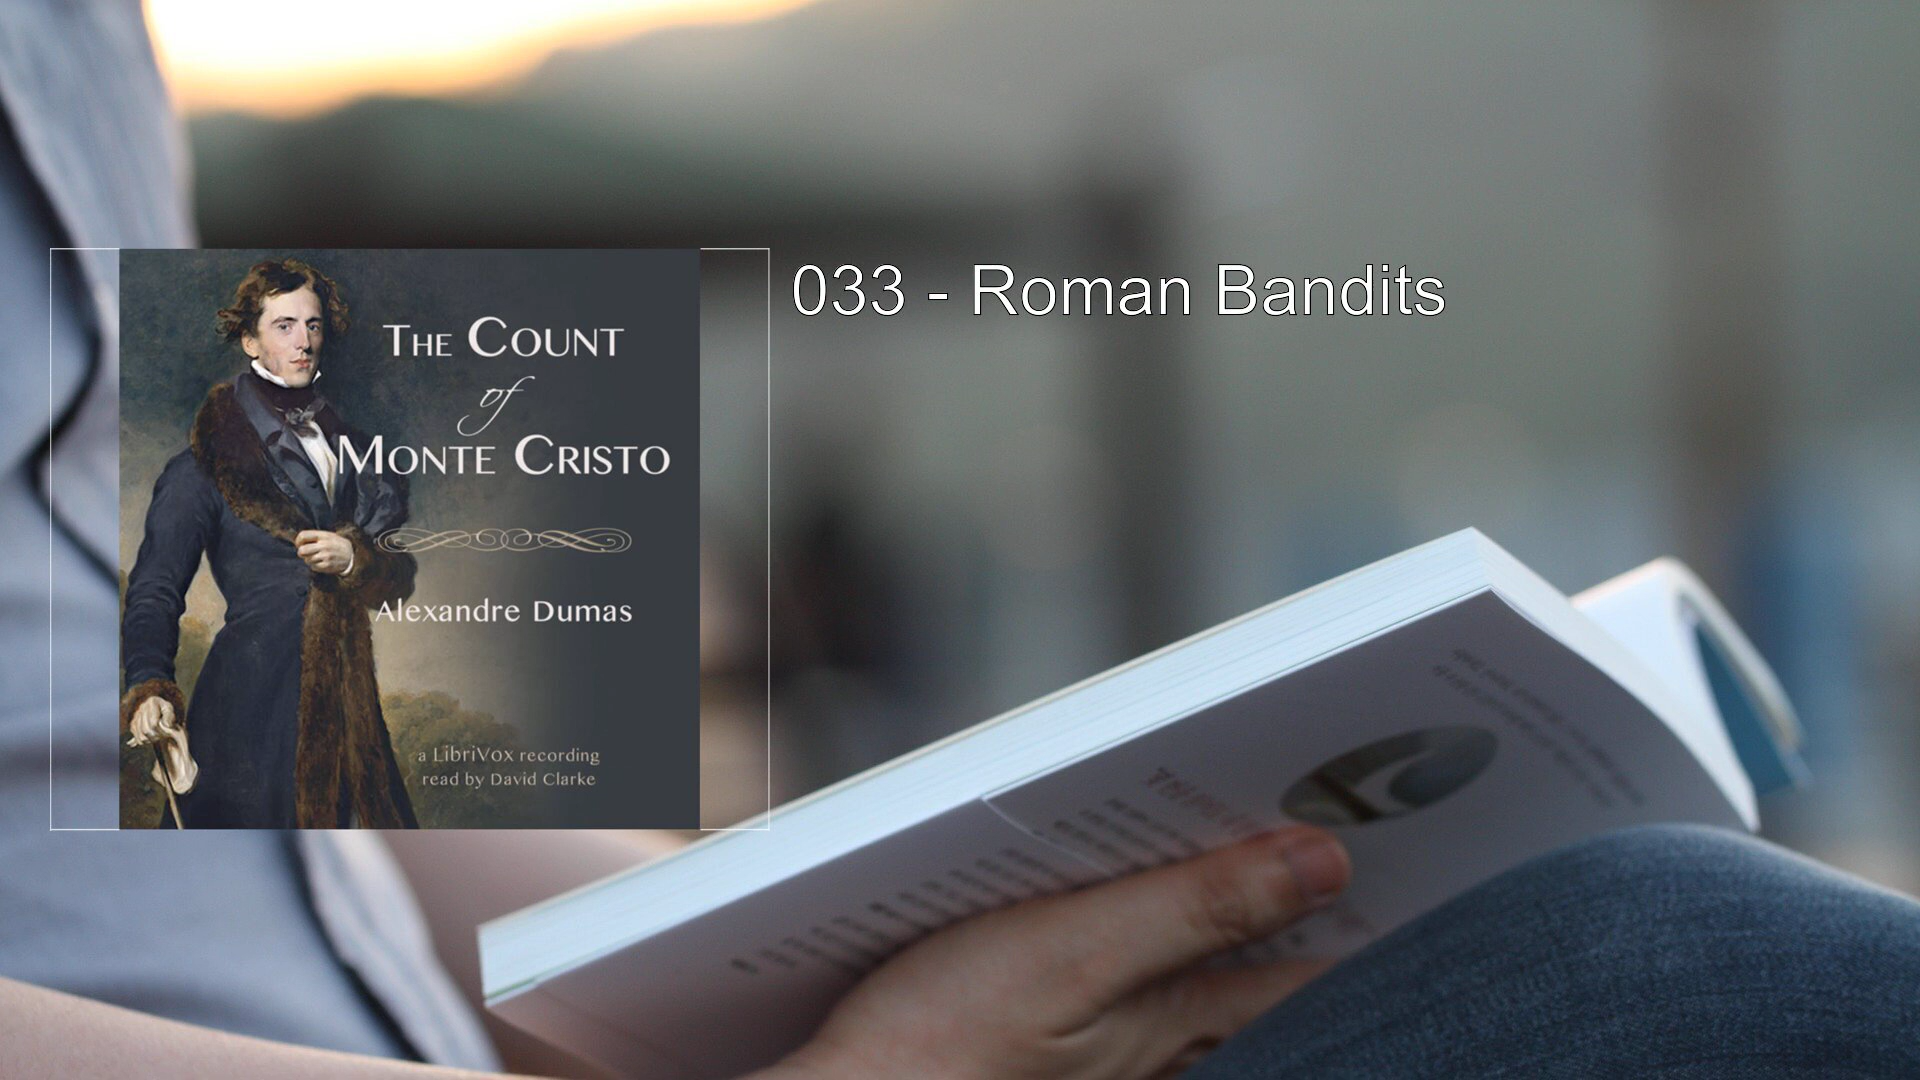 033 - Roman Bandits
THE COUNT
of
MONTE CRISTO
Alexandre Dumas
a LibriVox recording
read by David Clarke